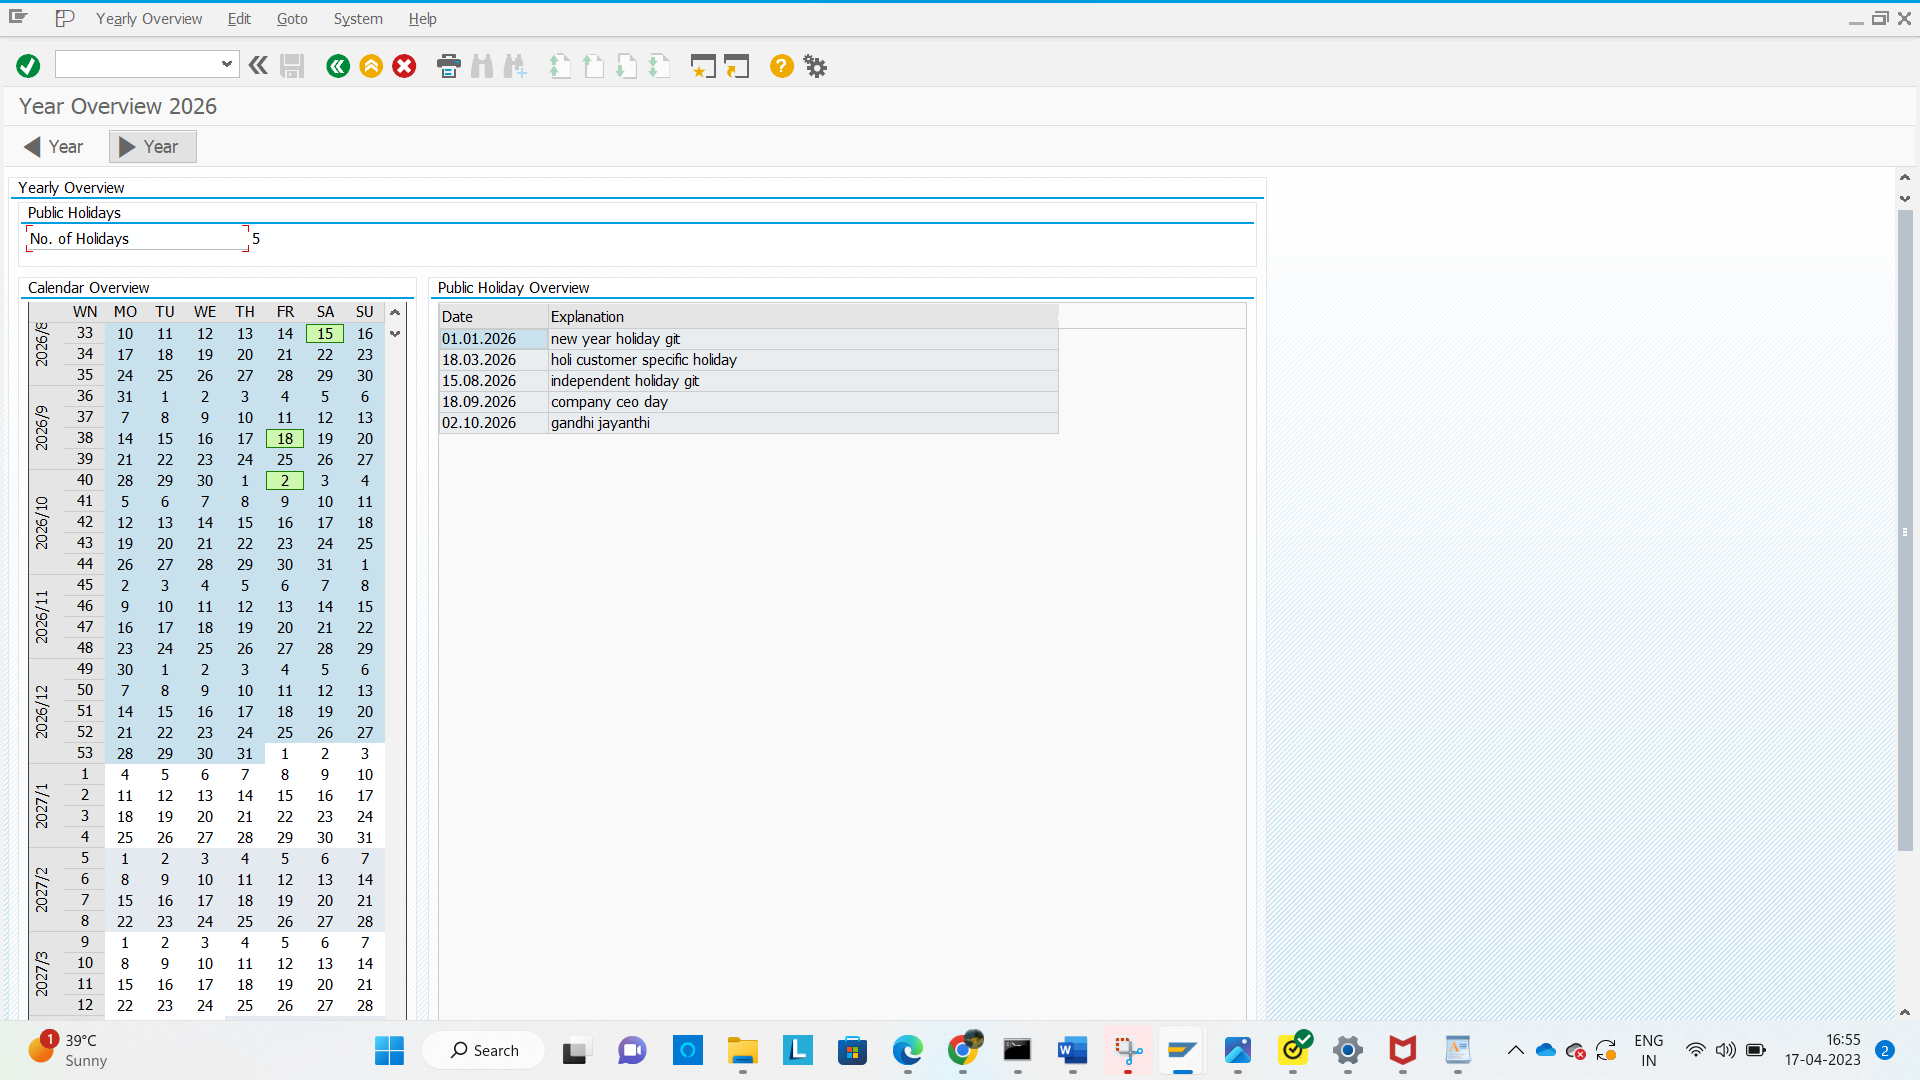 Yearly Overview Edit Goto System Help
Year Overview 2026
Year Year
Yearly Overview
Public Holidays
No. of Holidays 5
Calendar Overview
WN MO TU WE TH FR SA SU
2026/8
33 10 11 12 13 14 15 16
34 17 18 19 20 21 22 23
35 24 25 26 27 28 29 30
2026/9
36 31 1 2 3 4 5 6
37 7 8 9 10 11 12 13
38 14 15 16 17 18 19 20
39 21 22 23 24 25 26 27
2026/10
40 28 29 30 1 2 3 4
41 5 6 7 8 9 10 11
42 12 13 14 15 16 17 18
43 19 20 21 22 23 24 25
44 26 27 28 29 30 31 1
2026/11
45 2 3 4 5 6 7 8
46 9 10 11 12 13 14 15
47 16 17 18 19 20 21 22
48 23 24 25 26 27 28 29
2026/12
49 30 1 2 3 4 5 6
50 7 8 9 10 11 12 13
51 14 15 16 17 18 19 20
52 21 22 23 24 25 26 27
53 28 29 30 31 1 2 3
2027/1
1 4 5 6 7 8 9 10
2 11 12 13 14 15 16 17
3 18 19 20 21 22 23 24
4 25 26 27 28 29 30 31
2027/2
5 1 2 3 4 5 6 7
6 8 9 10 11 12 13 14
7 15 16 17 18 19 20 21
8 22 23 24 25 26 27 28
2027/3
9 1 2 3 4 5 6 7
10 8 9 10 11 12 13 14
11 15 16 17 18 19 20 21
12 22 23 24 25 26 27 28
Public Holiday Overview
Date Explanation
01.01.2026 new year holiday git
18.03.2026 holi customer specific holiday
15.08.2026 independent holiday git
18.09.2026 company ceo day
02.10.2026 gandhi jayanthi
1 39°C
Sunny
Search
ENG
IN
16:55
17-04-2023
2